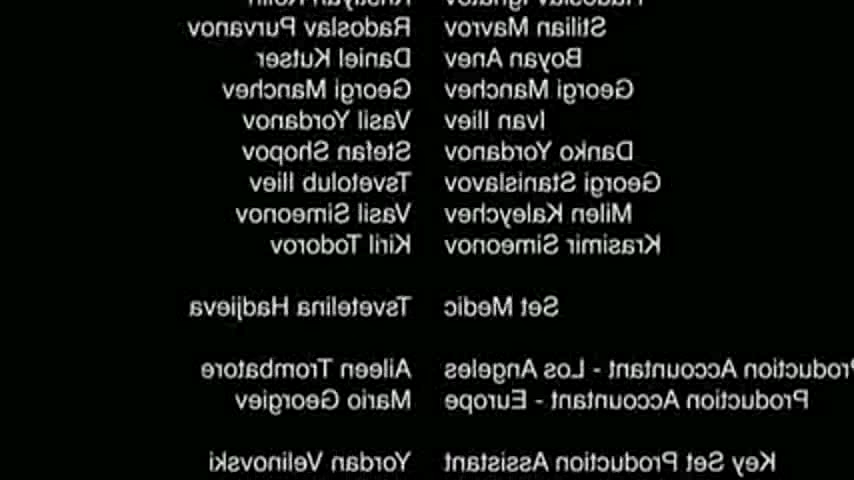 Stilian Mavrov Radoslav Purvanov
Boyan Anev Daniel Kutser
Georgi Manchev Georgi Manchev
Ivan Iliev Vasil Yordanov
Danko Yordanov Stefan Shopov
Georgi Stanislavov Tsvetolub Iliev
Milen Kaleychev Vasil Simeonov
Krasimir Simeonov Kiril Todorov
Set Medic Tsvetelina Hadjieva
Production Accountant - Los Angeles Aileen Trombatore
Production Accountant - Europe Mario Georgiev
Key Set Production Assistant Yordan Velinovski